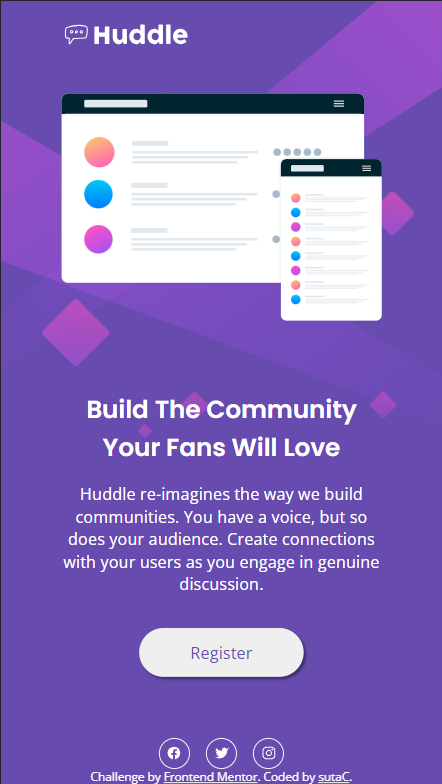 Huddle
Build The Community
Your Fans Will Love
Huddle re-imagines the way we build
communities. You have a voice, but so
does your audience. Create connections
with your users as you engage in genuine
discussion.
Register
Challenge by Frontend Mentor. Coded by sutaC.